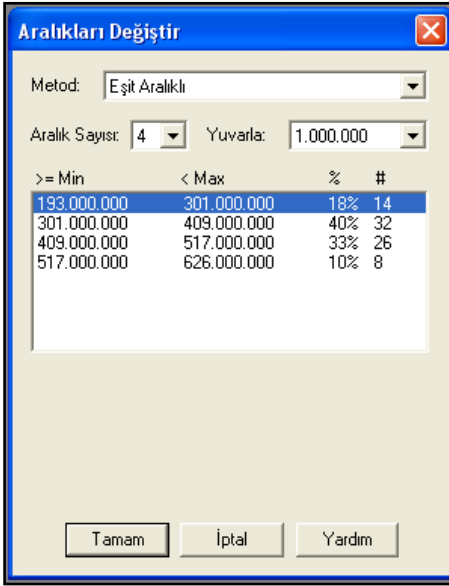 Aralıkları Değiştir
Metod: Eşit Aralıklı
Aralık Sayısı: 4 Yuvarla: 1.000.000
>= Min < Max % #
193.000.000 301.000.000 18% 14
301.000.000 409.000.000 40% 32
409.000.000 517.000.000 33% 26
517.000.000 626.000.000 10% 8
Tamam İptal Yardım